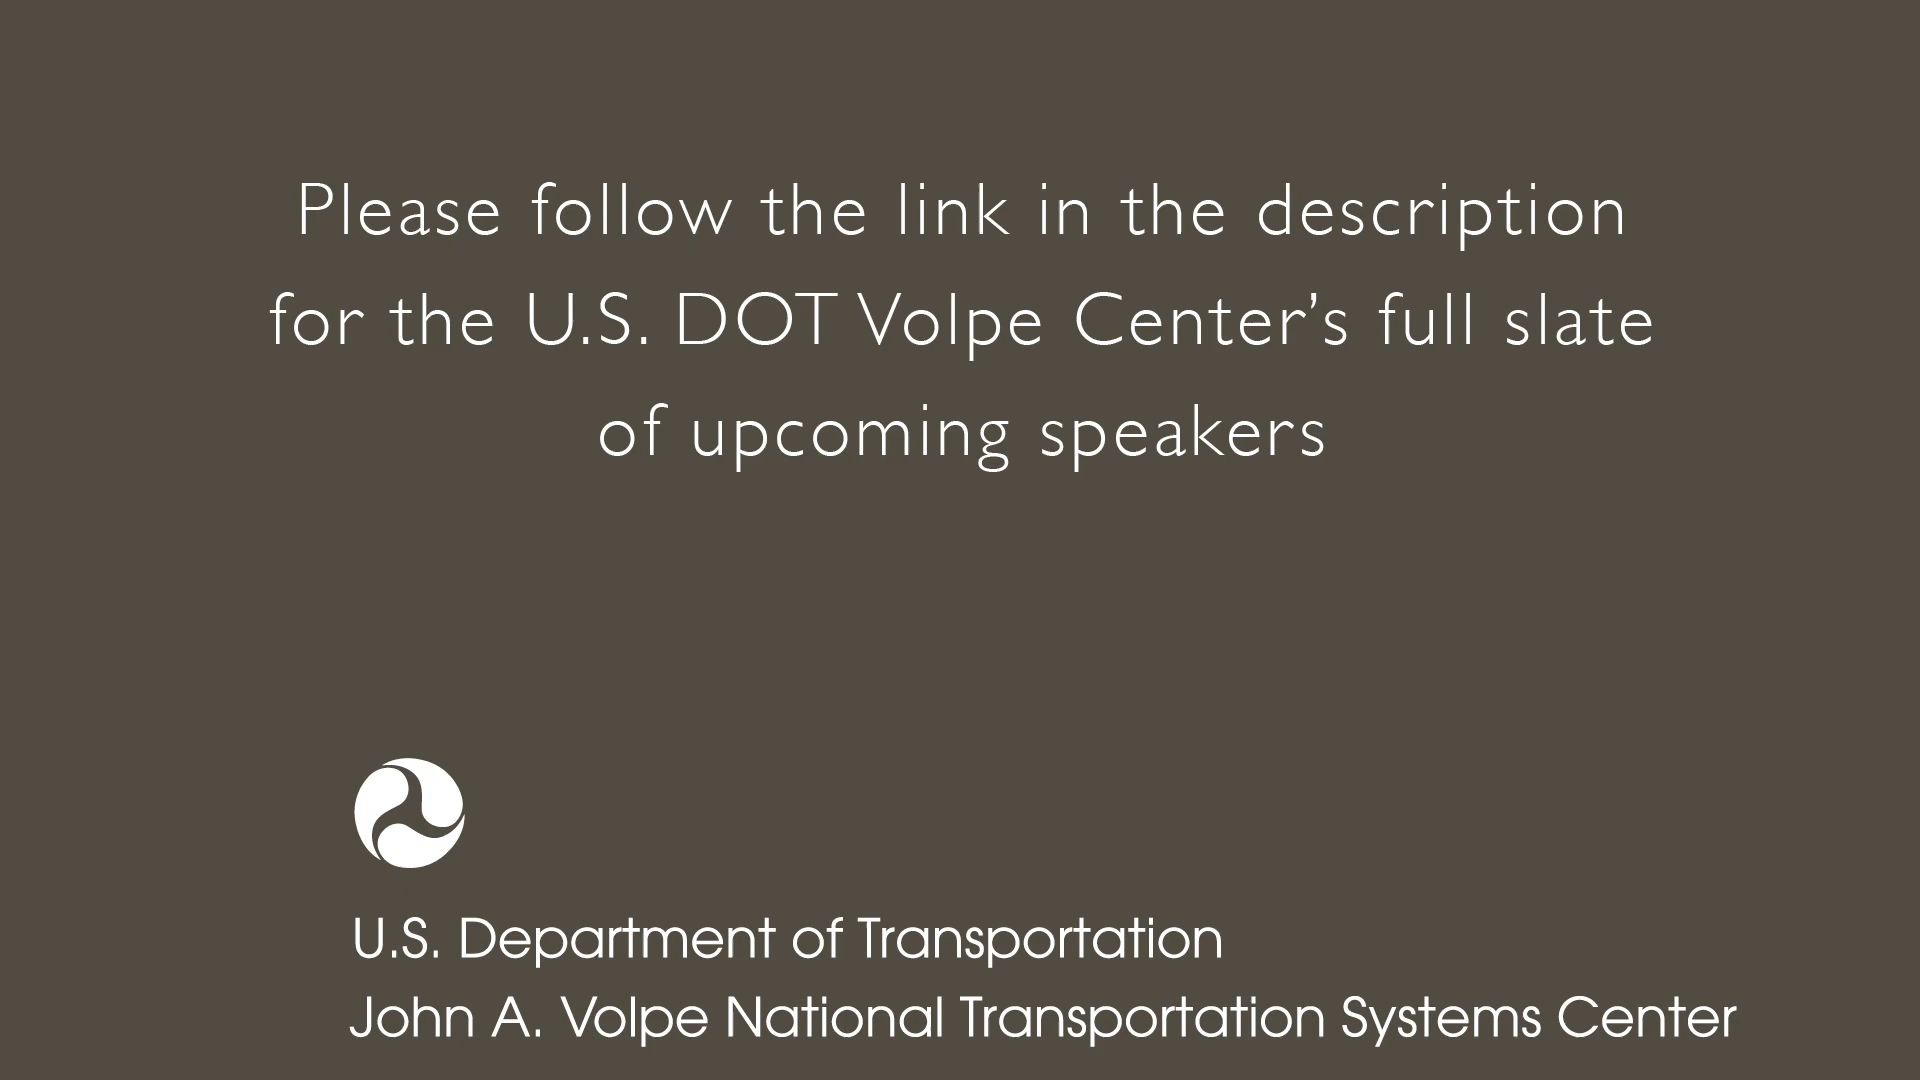 Please follow the link in the description
for the U.S. DOT Volpe Center’s full slate
of upcoming speakers
U.S. Department of Transportation
John A. Volpe National Transportation Systems Center